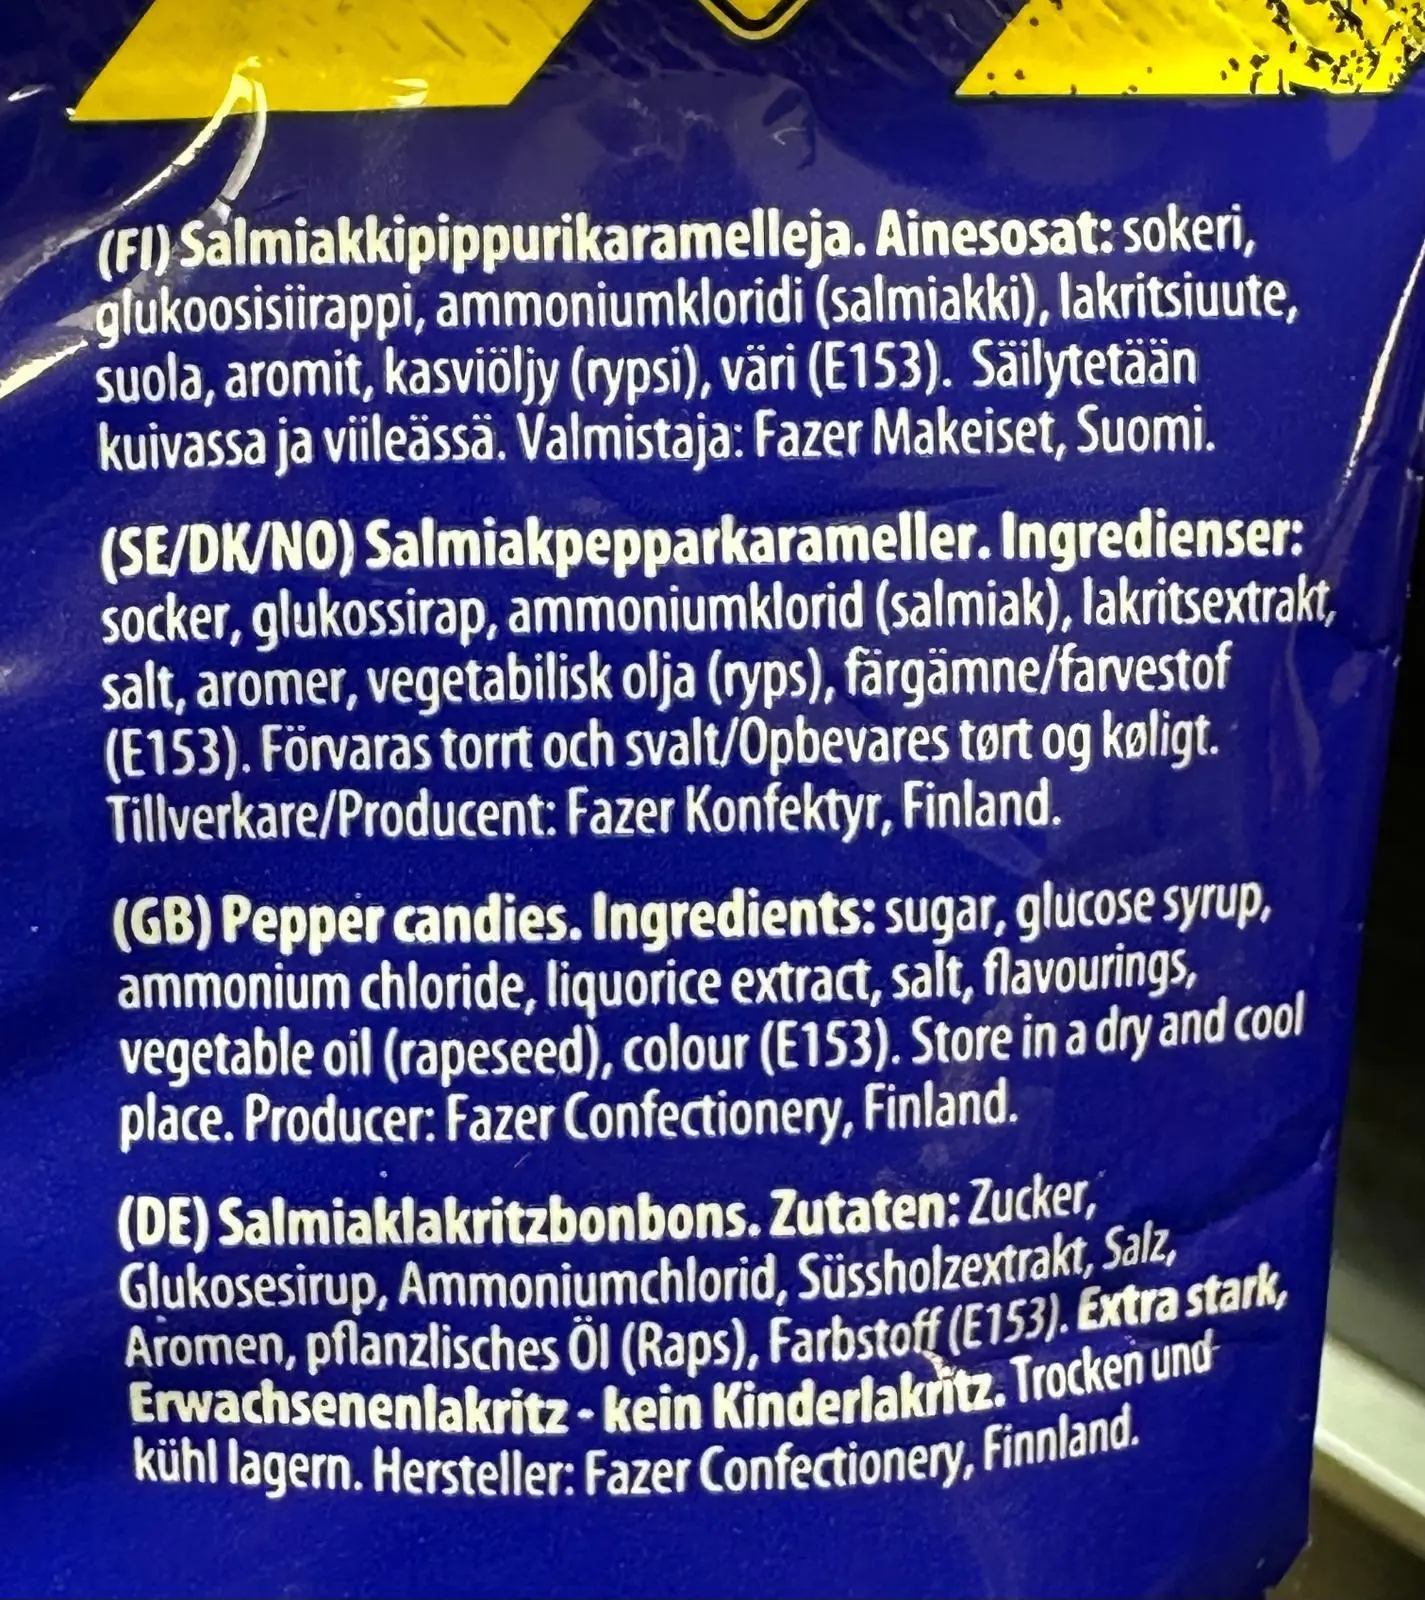 (FI) Salmiakkipippurikaramelleja. Ainesosat: sokeri,
glukoosisiirappi, ammoniumkloridi (salmiakki), lakritsiuute,
suola, aromit, kasviöljy (rypsi), väri (E153). Säilytetään
kuivassa ja viileässä. Valmistaja: Fazer Makeiset, Suomi.
(SE/DK/NO) Salmiakpepparkarameller. Ingredienser:
socker, glukossirap, ammoniumklorid (salmiak), lakritsextrakt,
salt, aromer, vegetabilisk olja (ryps), färgämne/farvestof
(E153). Förvaras torrt och svalt/Opbevares tørt og køligt.
Tillverkare/Producent: Fazer Konfektyr, Finland.
(GB) Pepper candies. Ingredients: sugar, glucose syrup,
ammonium chloride, liquorice extract, salt, flavourings,
vegetable oil (rapeseed), colour (E153). Store in a dry and cool
place. Producer: Fazer Confectionery, Finland.
(DE) Salmiaklakritzbonbons. Zutaten: Zucker,
Glukosesirup, Ammoniumchlorid, Süssholzextrakt, Salz,
Aromen, pflanzlisches Öl (Raps), Farbstoff (E153). Extra stark,
Erwachsenenlakritz - kein Kinderlakritz. Trocken und
kühl lagern. Hersteller: Fazer Confectionery, Finnland.